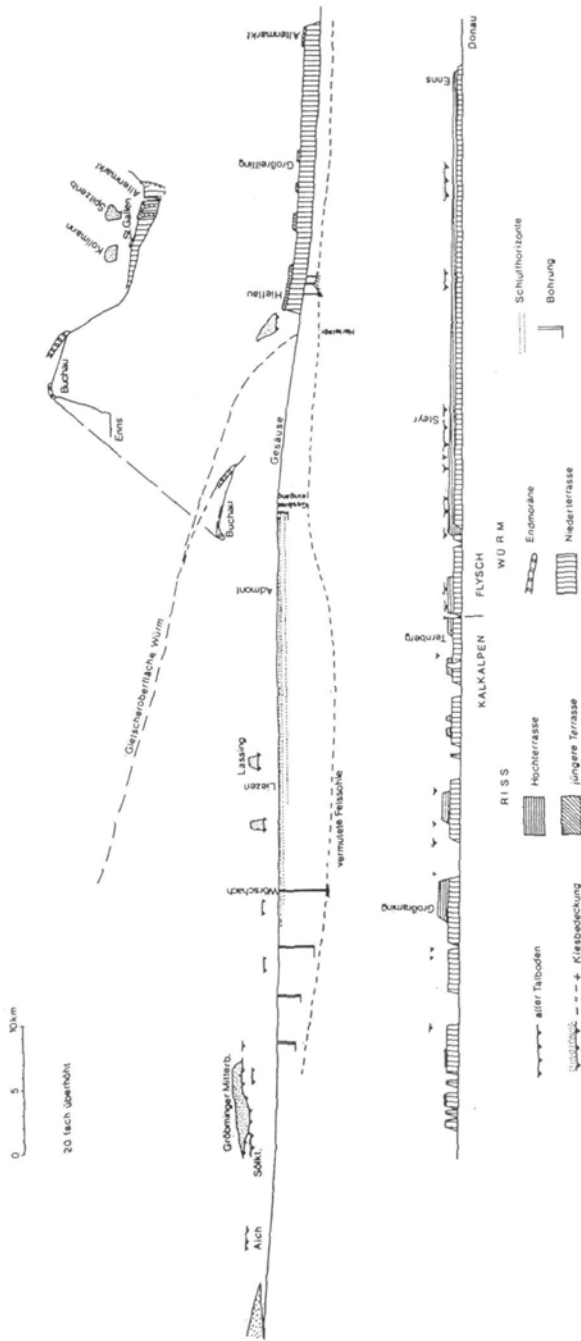 0 5 10km
20 fach überhöht
Aich
Sölkt.
Gröbminger Mitterb.
Wörschach
Liezen
Lassing
Admont
Gesäuse
Buchau
Gletscheroberfläche Würm
vermutete Felssohle
Buchau
Enns
Kollmann
Spitzenb.
St.Gallen
Altenmarkt
Hieflau
Großreifling
Altenmarkt
Großraming
Ternberg
KALKALPEN
FLYSCH
Steyr
Enns
Donau
alter Talboden
+ Kiesbedeckung
RISS
Hochterrasse
jüngere Terrasse
WÜRM
Endmoräne
Niederterrasse
Schluffhorizonte
Bohrung